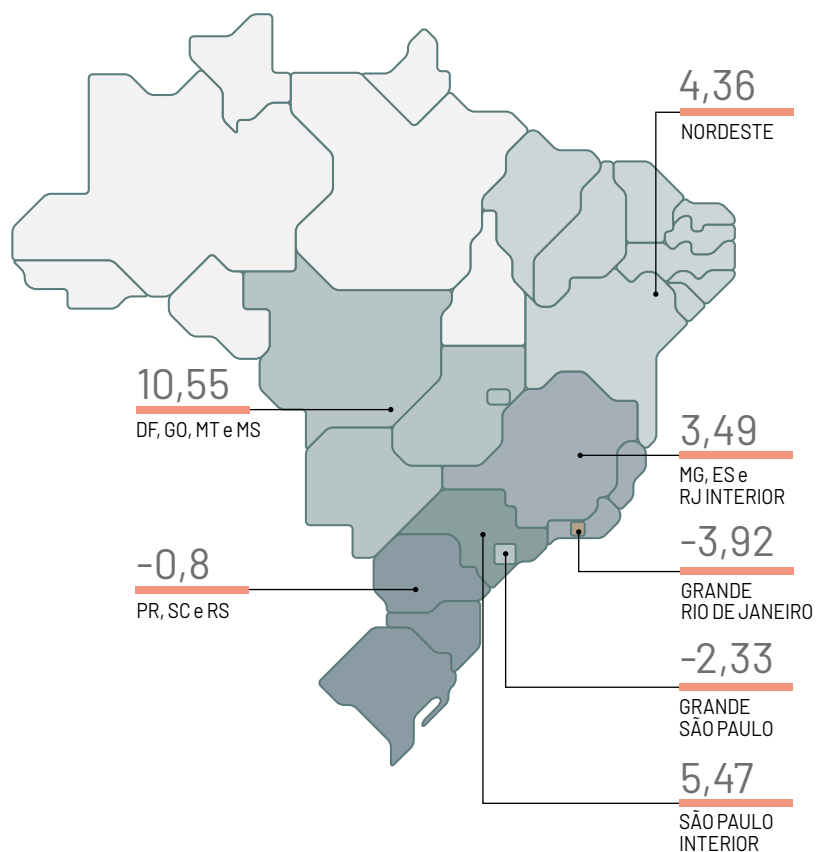 4,36
NORDESTE
10,55
DF, GO, MT e MS
3,49
MG, ES e
RJ INTERIOR
-0,8
PR, SC e RS
-3,92
GRANDE
RIO DE JANEIRO
-2,33
GRANDE
SÃO PAULO
5,47
SÃO PAULO
INTERIOR